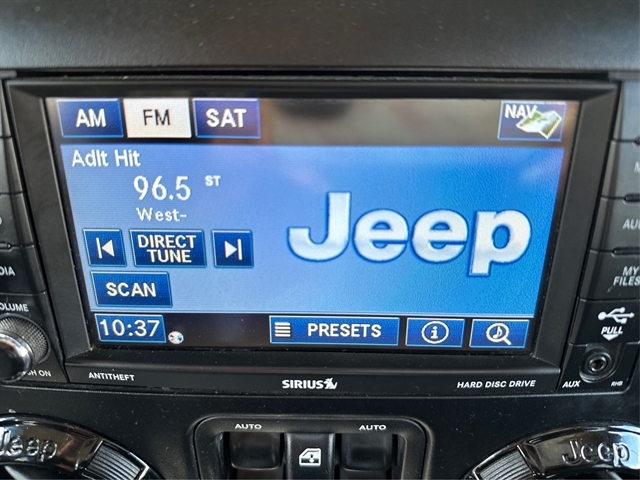 AM FM SAT NAV
Adlt Hit
96.5 ST
West-
DIRECT
TUNE
SCAN
Jeep
10:37 PRESETS
ANTITHEFT SIRIUS HARD DISC DRIVE
MY
FILES
PULL
AUX RHB
AUTO AUTO
Jeep Jeep